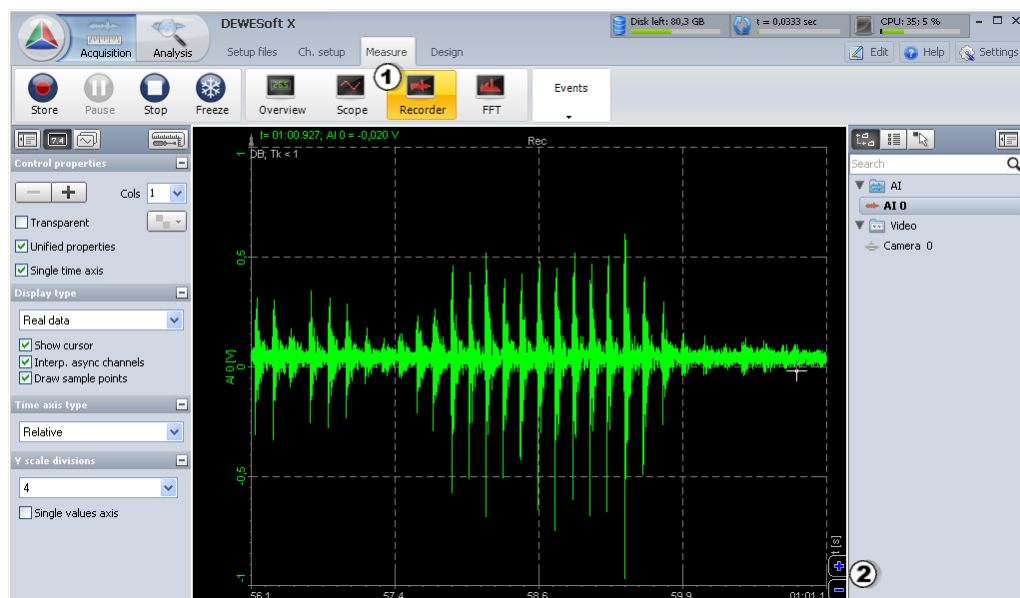 DEWESoft X
Disk left: 80,3 GB
t = 0,0333 sec
CPU: 35; 5 %
Acquisition
Analysis
Setup files
Ch. setup
Measure
Design
Edit
Help
Settings
1
Store
Pause
Stop
Freeze
Overview
Scope
Recorder
FFT
Events
7.4
Control properties
Cols 1
Transparent
Unified properties
Single time axis
Display type
Real data
Show cursor
Interp. async channels
Draw sample points
Time axis type
Relative
Y scale divisions
4
Single values axis
t= 01:00.927; AI 0 = -0,020 V
Rec
DB; Tk < 1
1
0,5
0
-0,5
-1
AI 0 [V]
56,1
57,4
58,6
59,9
01:01,1
t [s]
2
Search
AI
AI 0
Video
Camera 0